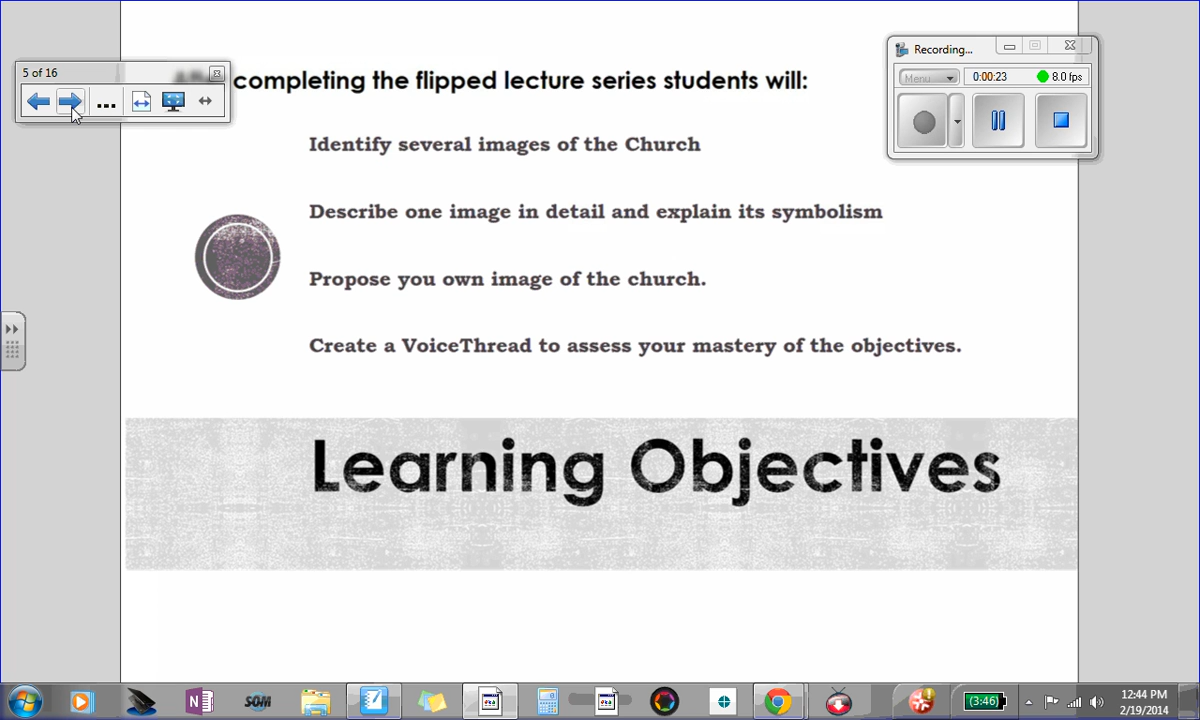 5 of 16
completing the flipped lecture series students will:
Recording...
Menu
0:00:23
8.0 fps
Identify several images of the Church
Describe one image in detail and explain its symbolism
Propose you own image of the church.
Create a VoiceThread to assess your mastery of the objectives.
Learning Objectives
SOM
(3:46)
12:44 PM
2/19/2014